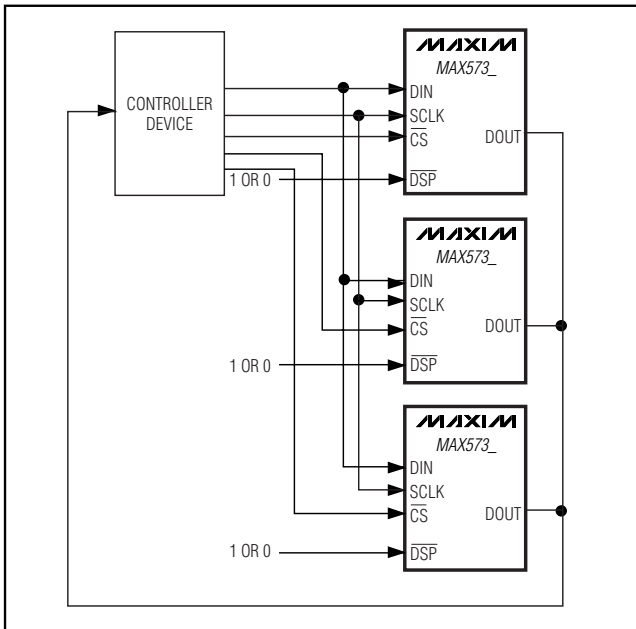 MAXIM
MAX573_
CONTROLLER
DEVICE
DIN
SCLK
CS
DOUT
1 OR 0
DSP
MAXIM
MAX573_
DIN
SCLK
CS
DOUT
1 OR 0
DSP
MAXIM
MAX573_
DIN
SCLK
CS
DOUT
1 OR 0
DSP